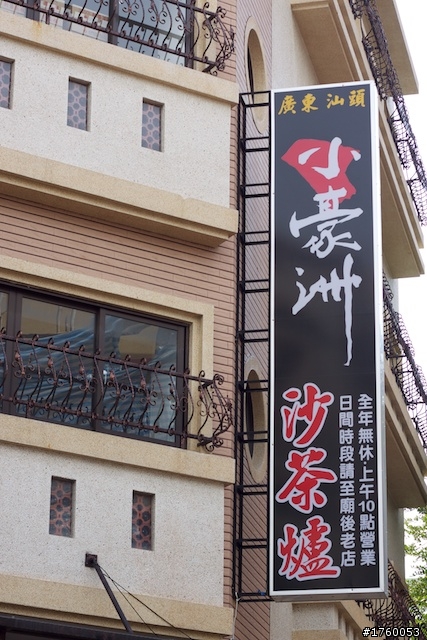 廣東 汕頭
小豪洲
沙茶爐
全年無休·上午10點營業
日間時段請至廟後老店
#1760053